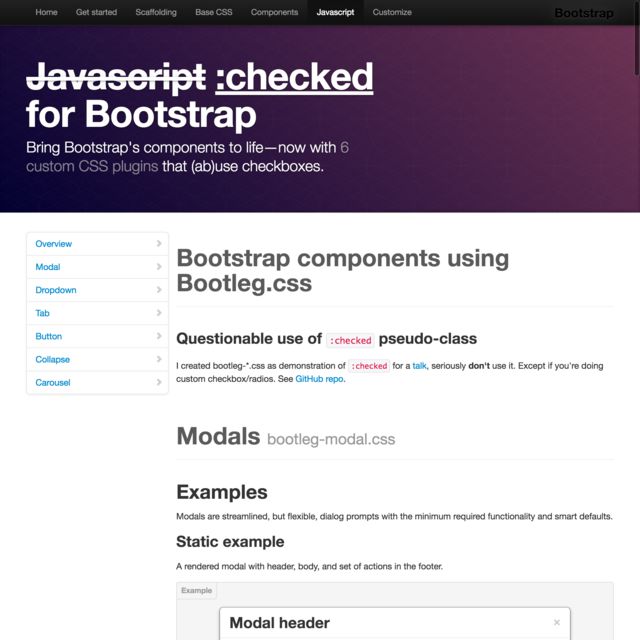 Home Get started Scaffolding Base CSS Components Javascript Customize Bootstrap
Javascript :checked
for Bootstrap
Bring Bootstrap's components to life—now with 6
custom CSS plugins that (ab)use checkboxes.
Overview
Modal
Dropdown
Tab
Button
Collapse
Carousel
Bootstrap components using
Bootleg.css
Questionable use of :checked pseudo-class
I created bootleg-*.css as demonstration of :checked for a talk, seriously don't use it. Except if you're doing
custom checkbox/radios. See GitHub repo.
Modals bootleg-modal.css
Examples
Modals are streamlined, but flexible, dialog prompts with the minimum required functionality and smart defaults.
Static example
A rendered modal with header, body, and set of actions in the footer.
Example
Modal header ×